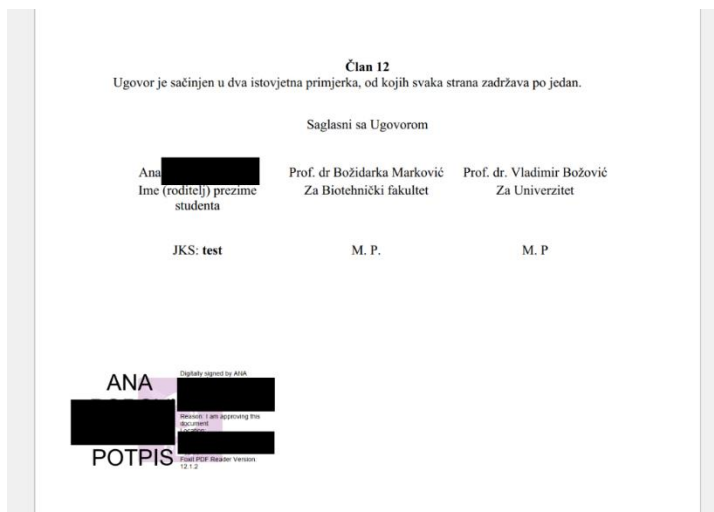 Član 12
Ugovor je sačinjen u dva istovjetna primjerka, od kojih svaka strana zadržava po jedan.
Saglasni sa Ugovorom
Ana
Ime (roditelj) prezime
studenta
JKS: test
Prof. dr Božidarka Marković
Za Biotehnički fakultet
M. P.
Prof. dr. Vladimir Božović
Za Univerzitet
M. P
ANA
POTPIS
Digitally signed by ANA
Reason: I am approving this
document
Location:
Foxit PDF Reader Version:
12.1.2